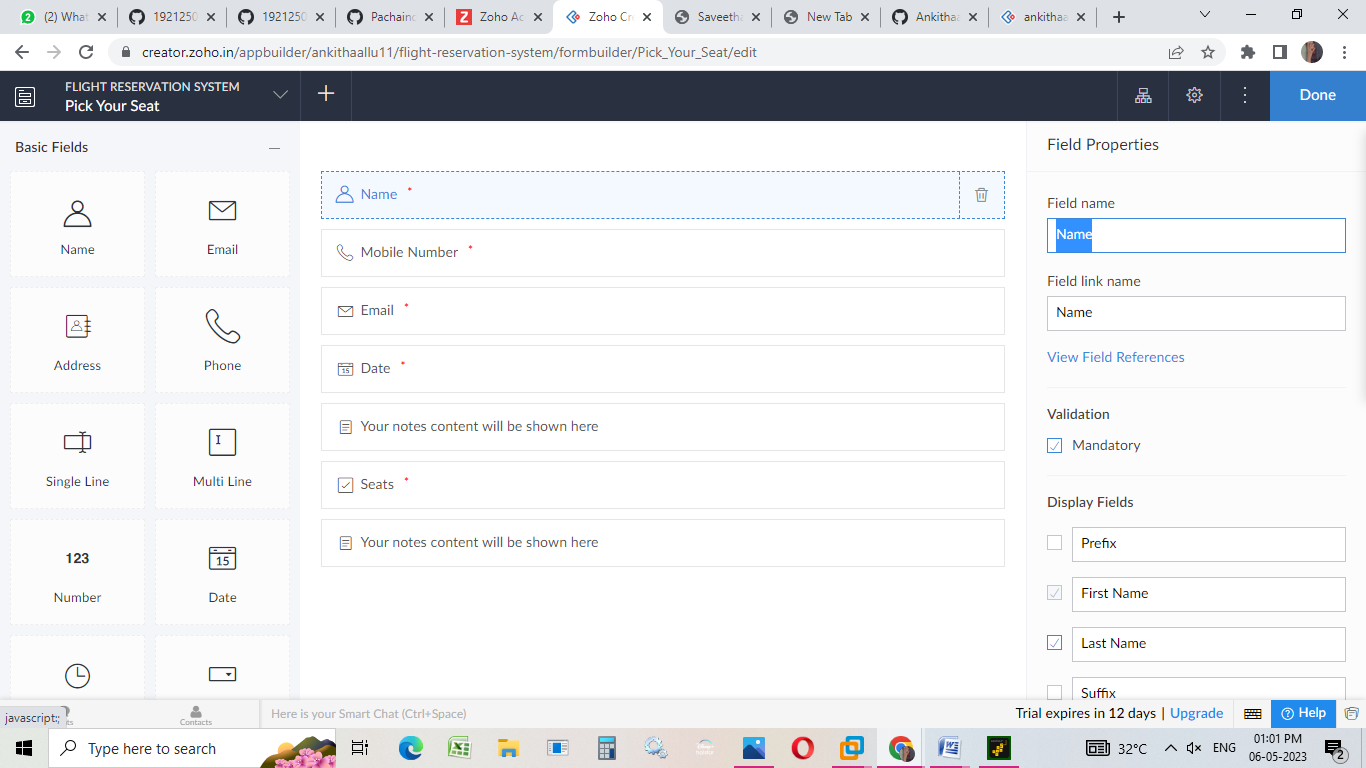 (2) What
1921250
1921250
Pachain
Zoho Ac
Zoho Cr
Saveetha
New Tab
Ankitha
ankitha
creator.zoho.in/appbuilder/ankithaallu11/flight-reservation-system/formbuilder/Pick_Your_Seat/edit
FLIGHT RESERVATION SYSTEM
Pick Your Seat
Done
Basic Fields
Name
Email
Address
Phone
Single Line
Multi Line
123
Number
15
Date
Name *
Mobile Number *
Email *
15 Date *
Your notes content will be shown here
Seats *
Your notes content will be shown here
Field Properties
Field name
Name
Field link name
Name
View Field References
Validation
Mandatory
Display Fields
Prefix
First Name
Last Name
Suffix
javascript:;
Contacts
Here is your Smart Chat (Ctrl+Space)
Trial expires in 12 days | Upgrade
Help
Type here to search
32°C
ENG
01:01 PM
06-05-2023
2